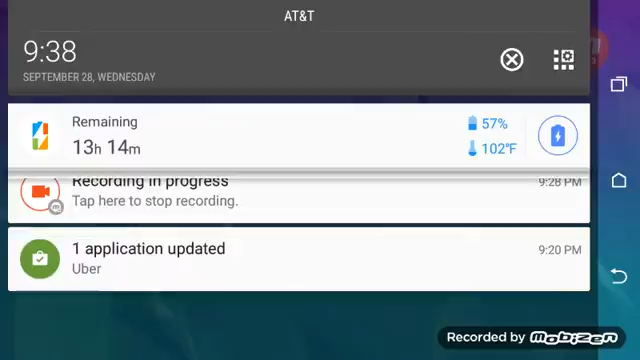 AT&T
9:38
SEPTEMBER 28, WEDNESDAY
Remaining
13h 14m
57%
102°F
Recording in progress
9:28 PM
Tap here to stop recording.
1 application updated
9:20 PM
Uber
Recorded by mobizen